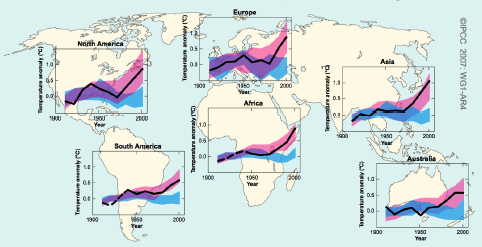 Europe
Temperature anomaly (°C)
1.0
0.5
0.0
1900
1950
2000
Year
North America
Temperature anomaly (°C)
1.0
0.5
0.0
1900
1950
2000
Year
Asia
Temperature anomaly (°C)
1.0
0.5
0.0
1900
1950
2000
Year
Africa
Temperature anomaly (°C)
1.0
0.5
0.0
1900
1950
2000
Year
South America
Temperature anomaly (°C)
1.0
0.5
0.0
1900
1950
2000
Year
Australia
Temperature anomaly (°C)
1.0
0.5
0.0
1900
1950
2000
Year
©IPCC 2007: WG1-AR4